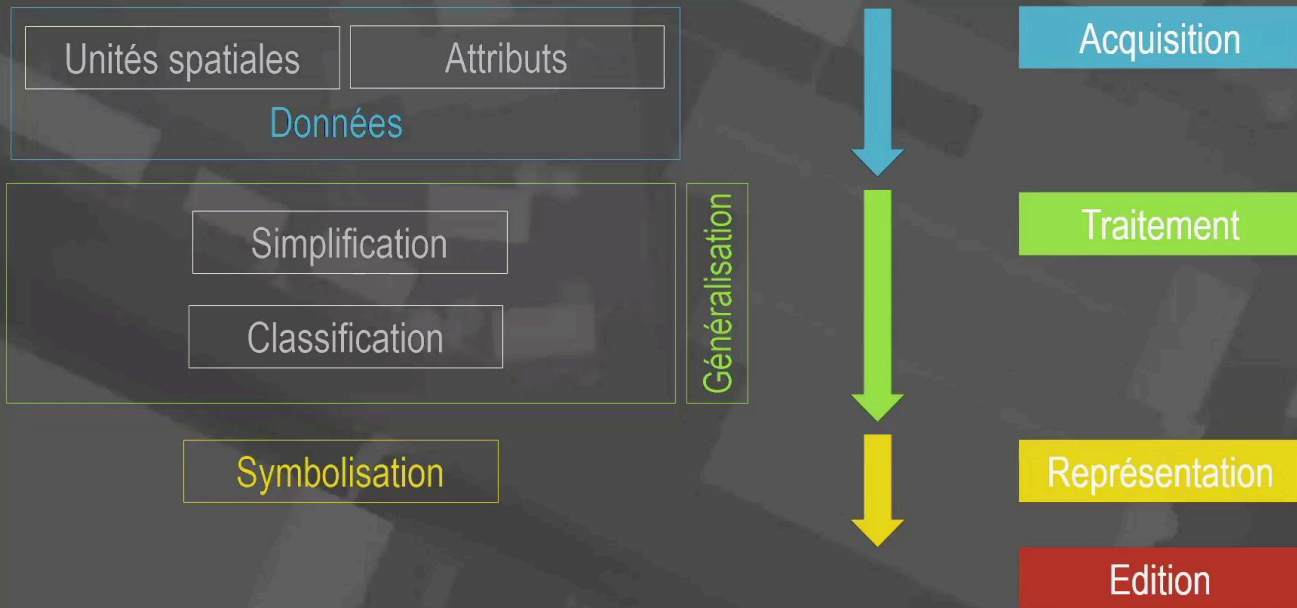 Unités spatiales
Attributs
Données
Acquisition
Simplification
Classification
Généralisation
Traitement
Symbolisation
Représentation
Edition